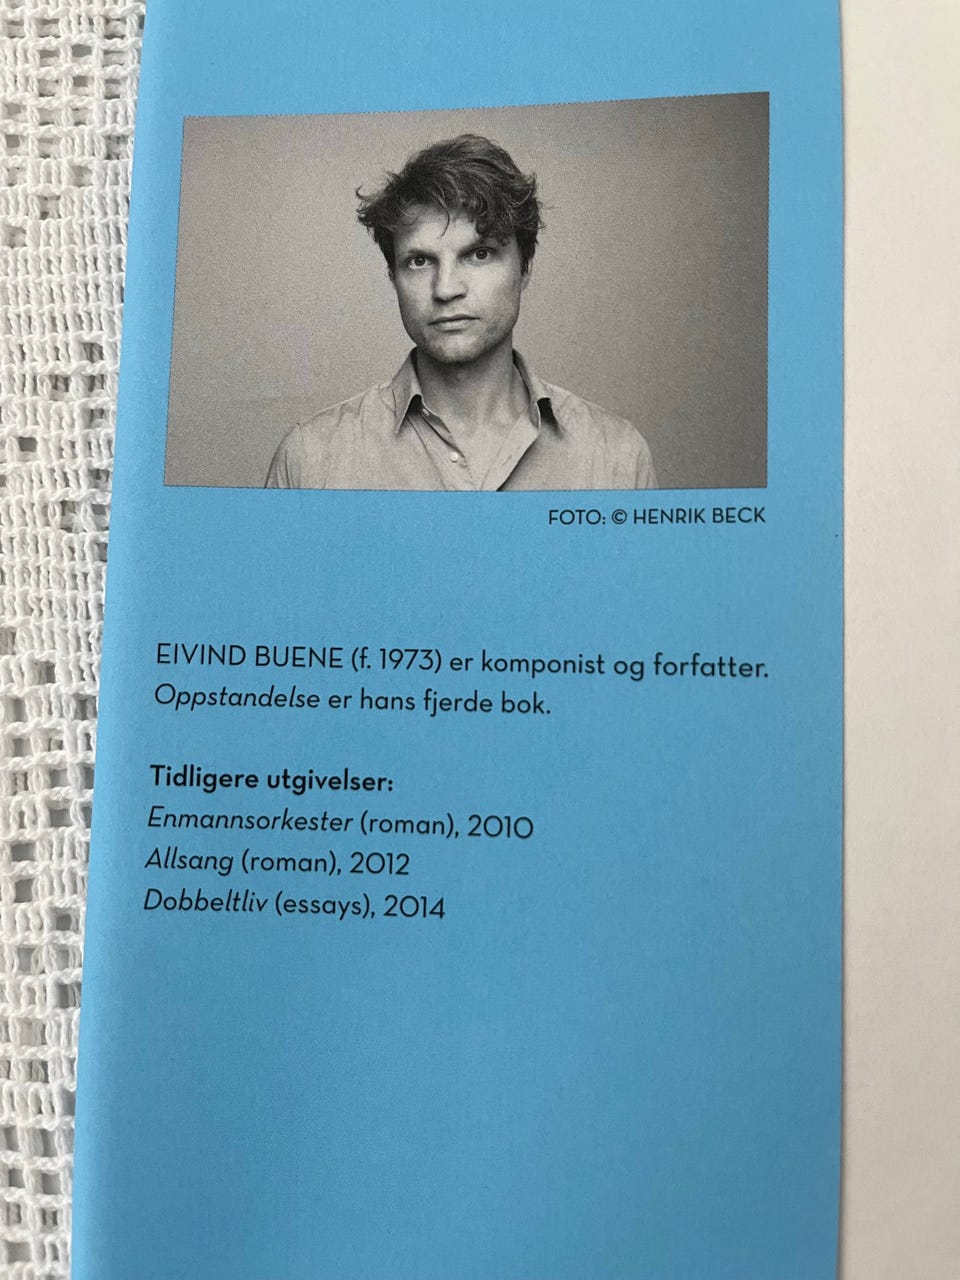 FOTO: © HENRIK BECK
EIVIND BUENE (f. 1973) er komponist og forfatter.
Oppstandelse er hans fjerde bok.
Tidligere utgivelser:
Enmannsorkester (roman), 2010
Allsang (roman), 2012
Dobbeltliv (essays), 2014